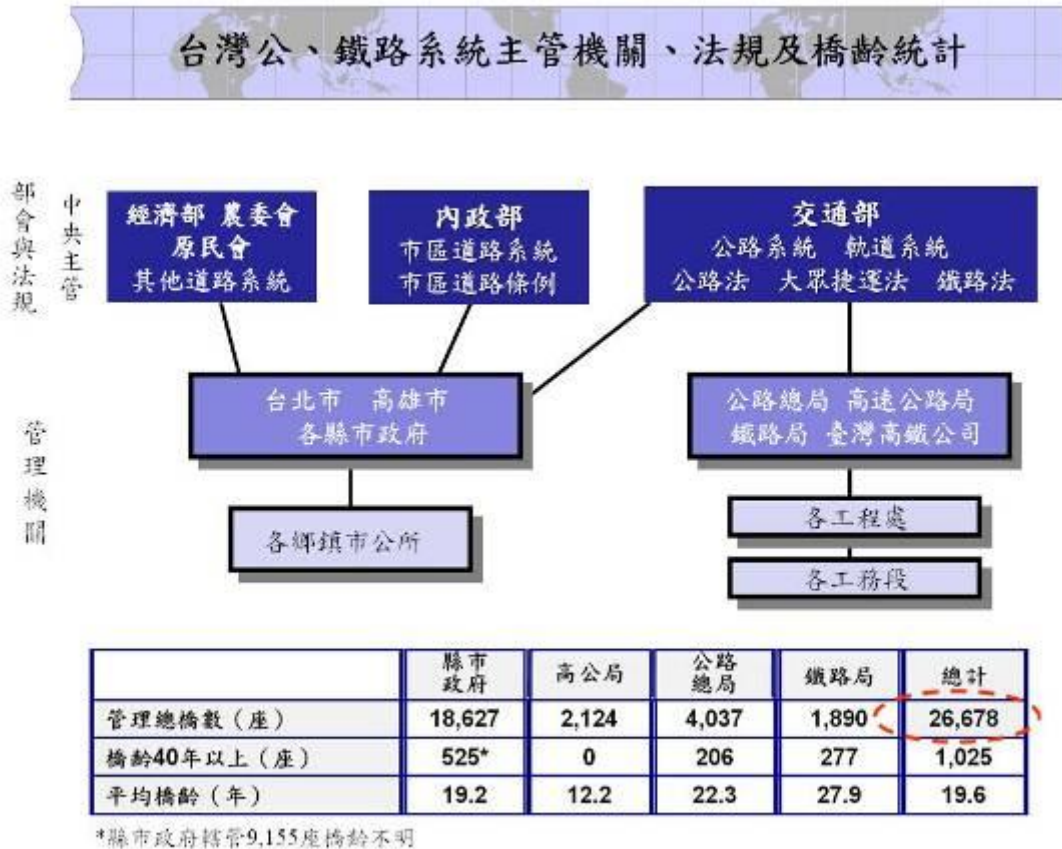 台灣公、鐵路系統主管機關、法規及橋齡統計
中央主管
部會與法規
經濟部 農委會
原民會
其他道路系統
內政部
市區道路系統
市區道路條例
交通部
公路系統 軌道系統
公路法 大眾捷運法 鐵路法
管理機關
台北市 高雄市
各縣市政府
公路總局 高速公路局
鐵路局 臺灣高鐵公司
各鄉鎮市公所
各工程處
各工務段
縣市政府 高公局 公路總局 鐵路局 總計
管理總橋數（座） 18,627 2,124 4,037 1,890 26,678
橋齡40年以上（座） 525* 0 206 277 1,025
平均橋齡（年） 19.2 12.2 22.3 27.9 19.6
*縣市政府轄管9,155座橋齡不明